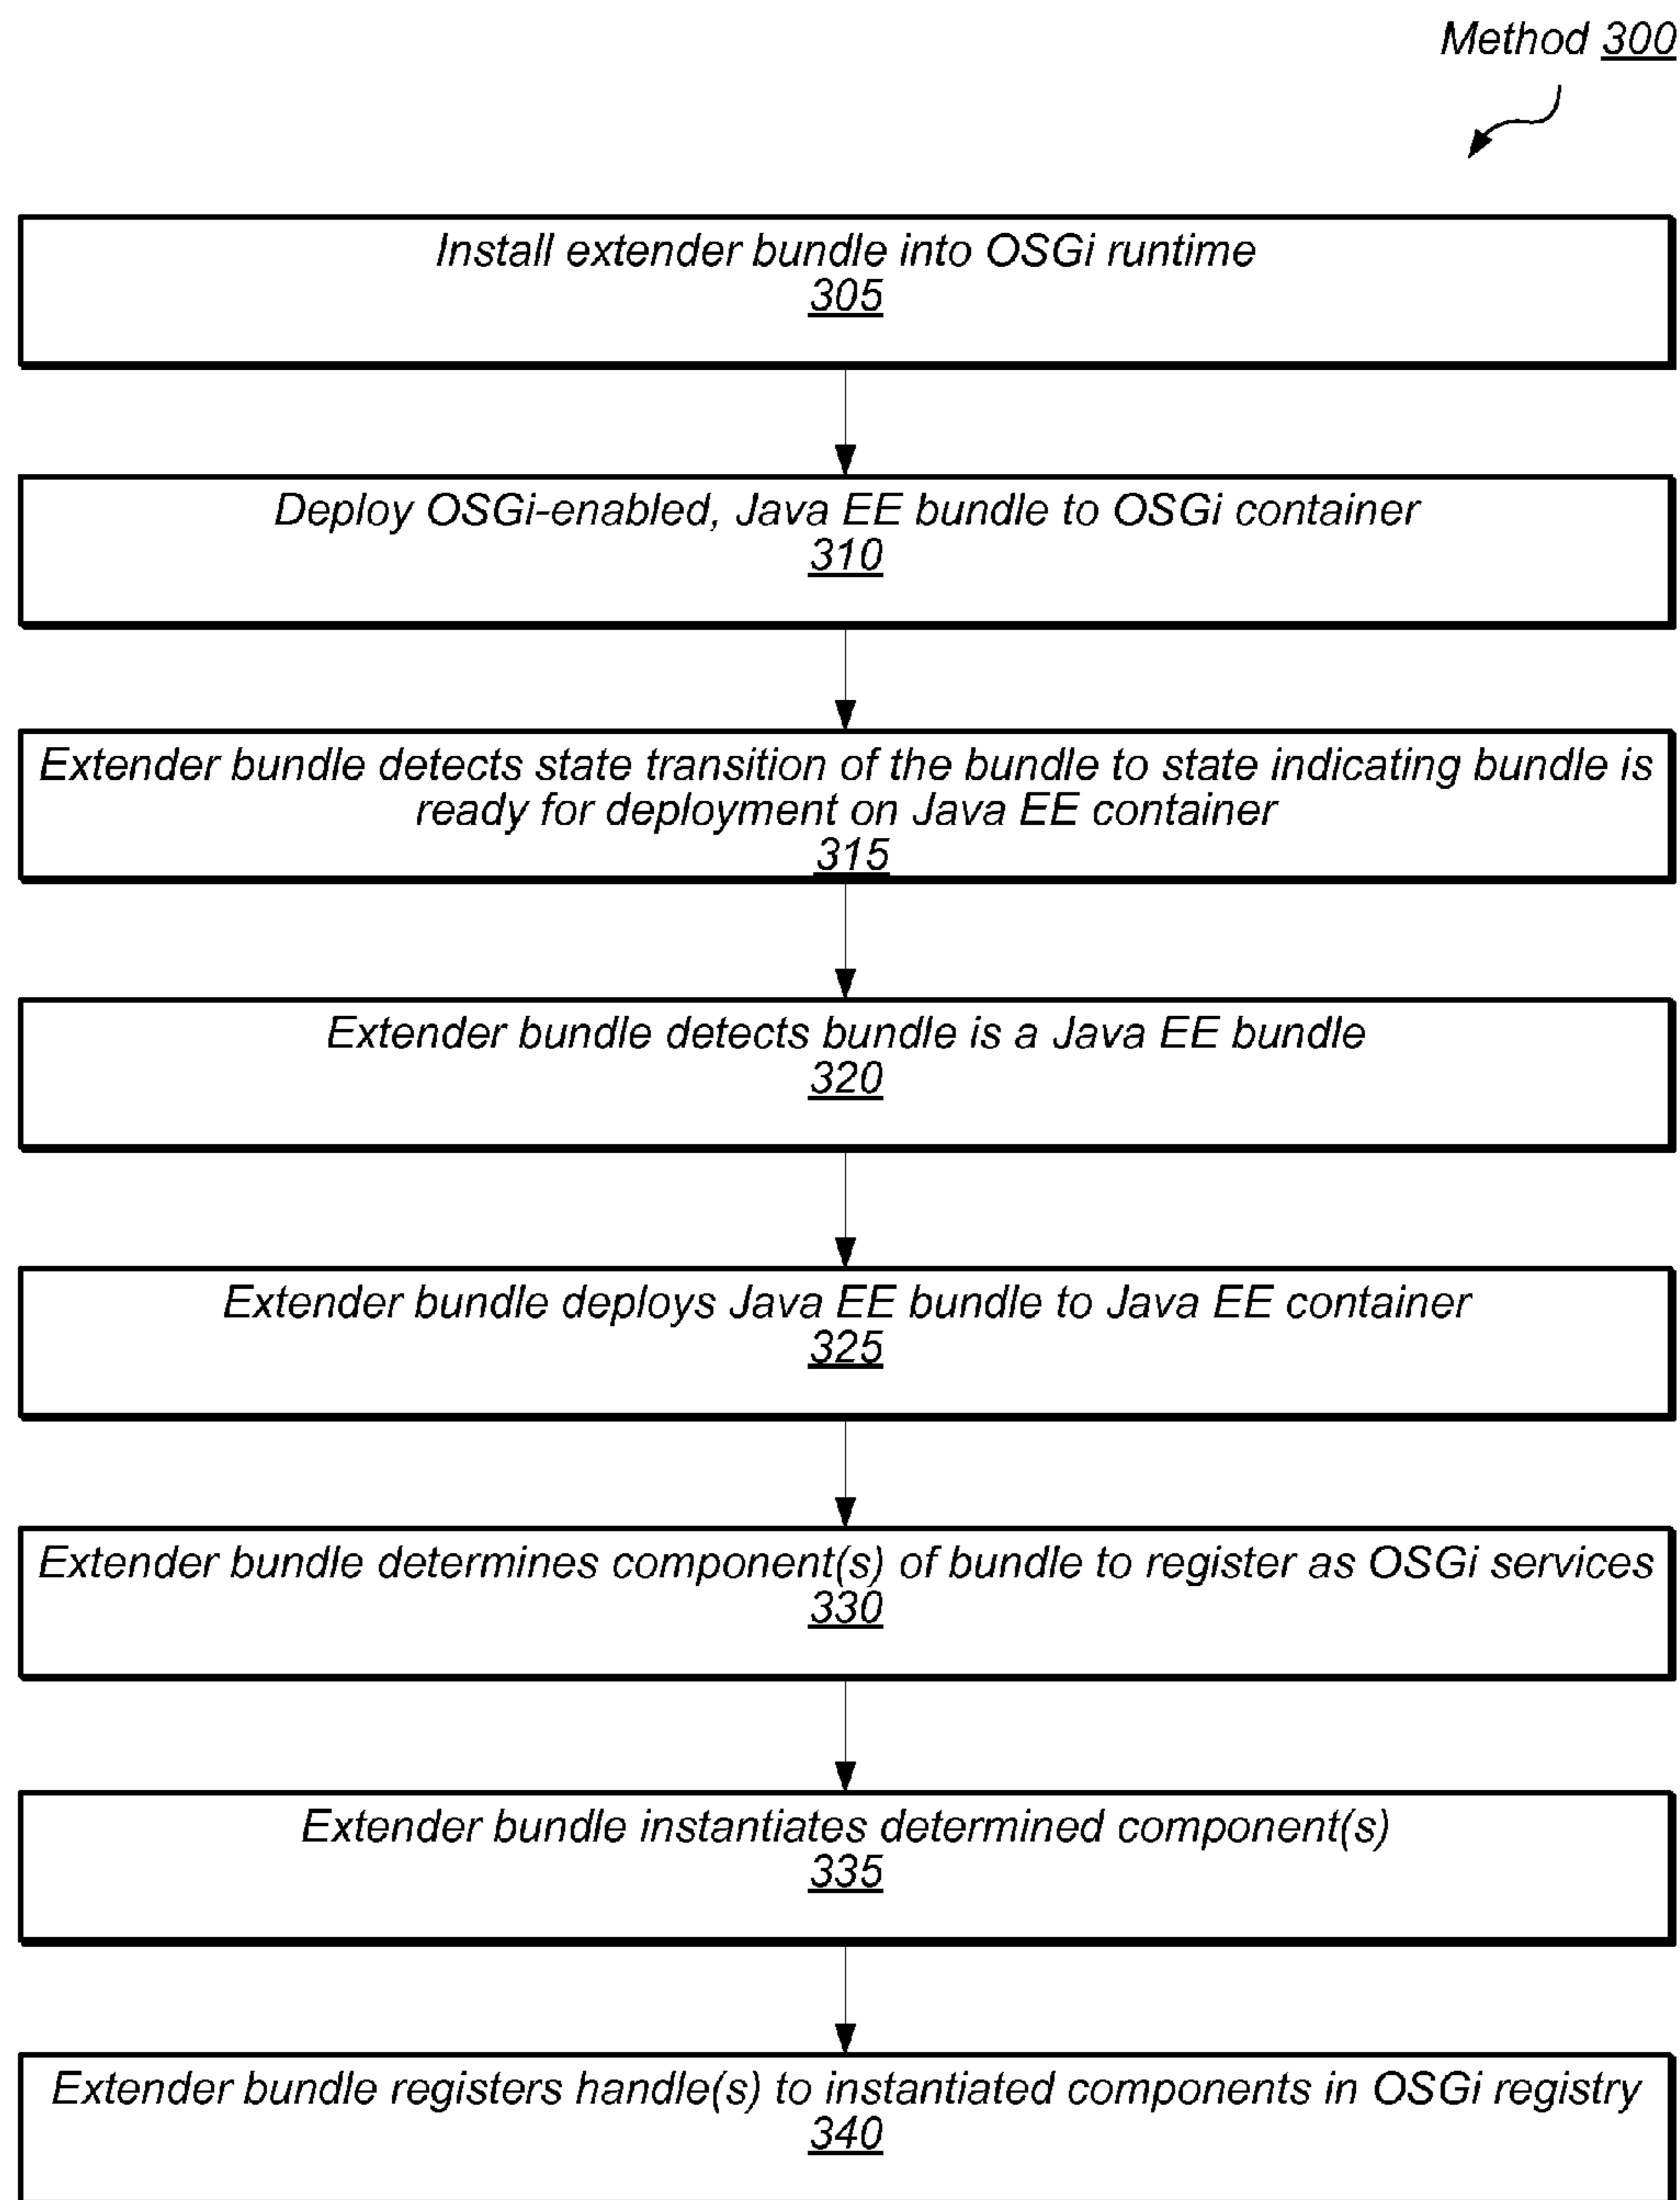 Method 300
Install extender bundle into OSGi runtime
305
Deploy OSGi-enabled, Java EE bundle to OSGi container
310
Extender bundle detects state transition of the bundle to state indicating bundle is
ready for deployment on Java EE container
315
Extender bundle detects bundle is a Java EE bundle
320
Extender bundle deploys Java EE bundle to Java EE container
325
Extender bundle determines component(s) of bundle to register as OSGi services
330
Extender bundle instantiates determined component(s)
335
Extender bundle registers handle(s) to instantiated components in OSGi registry
340